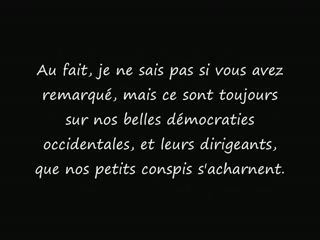 Au fait, je ne sais pas si vous avez
remarqué, mais ce sont toujours
sur nos belles démocraties
occidentales, et leurs dirigeants,
que nos petits conspis s'acharnent.